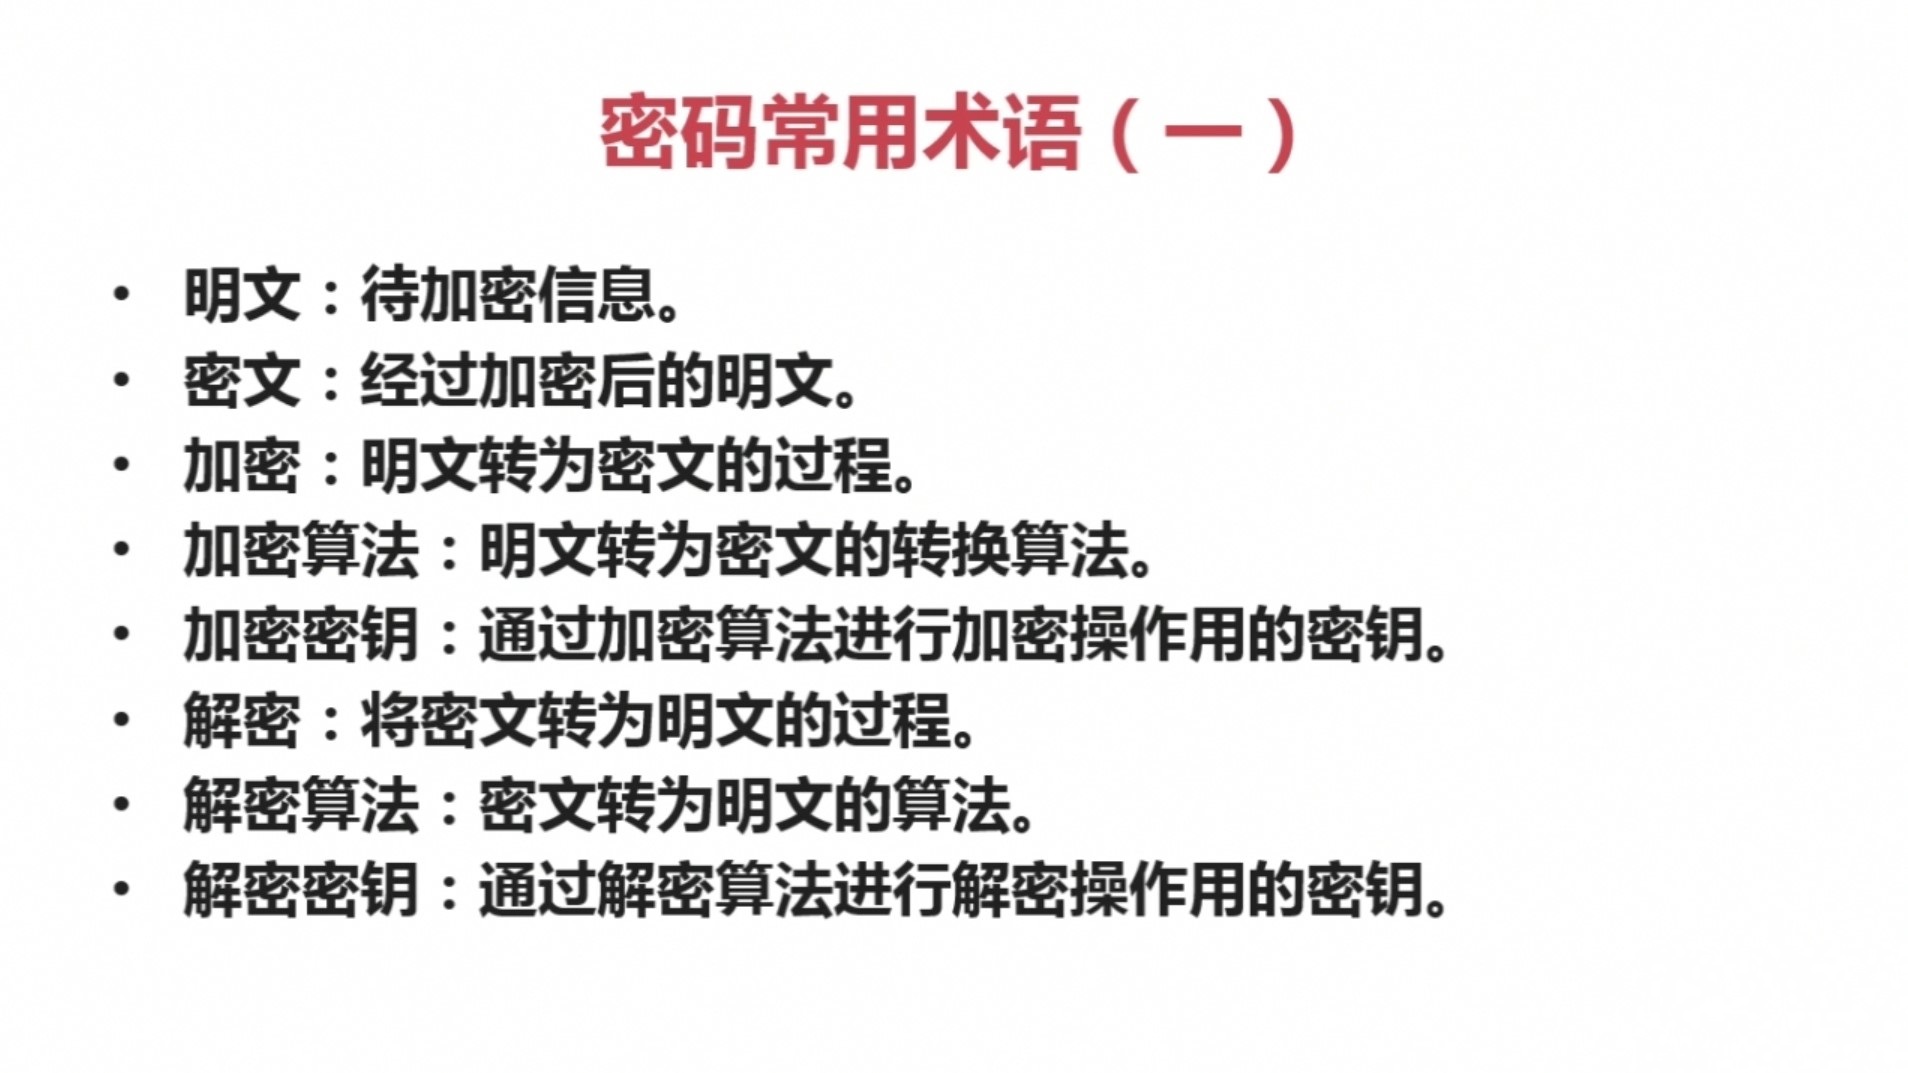 密码常用术语（一）
• 明文：待加密信息。
• 密文：经过加密后的明文。
• 加密：明文转为密文的过程。
• 加密算法：明文转为密文的转换算法。
• 加密密钥：通过加密算法进行加密操作用的密钥。
• 解密：将密文转为明文的过程。
• 解密算法：密文转为明文的算法。
• 解密密钥：通过解密算法进行解密操作用的密钥。